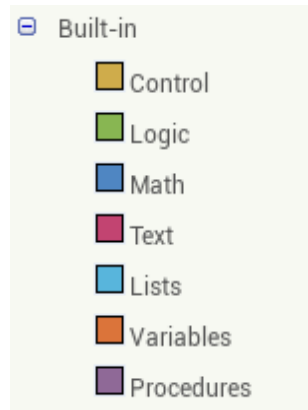 Built-in
Control
Logic
Math
Text
Lists
Variables
Procedures